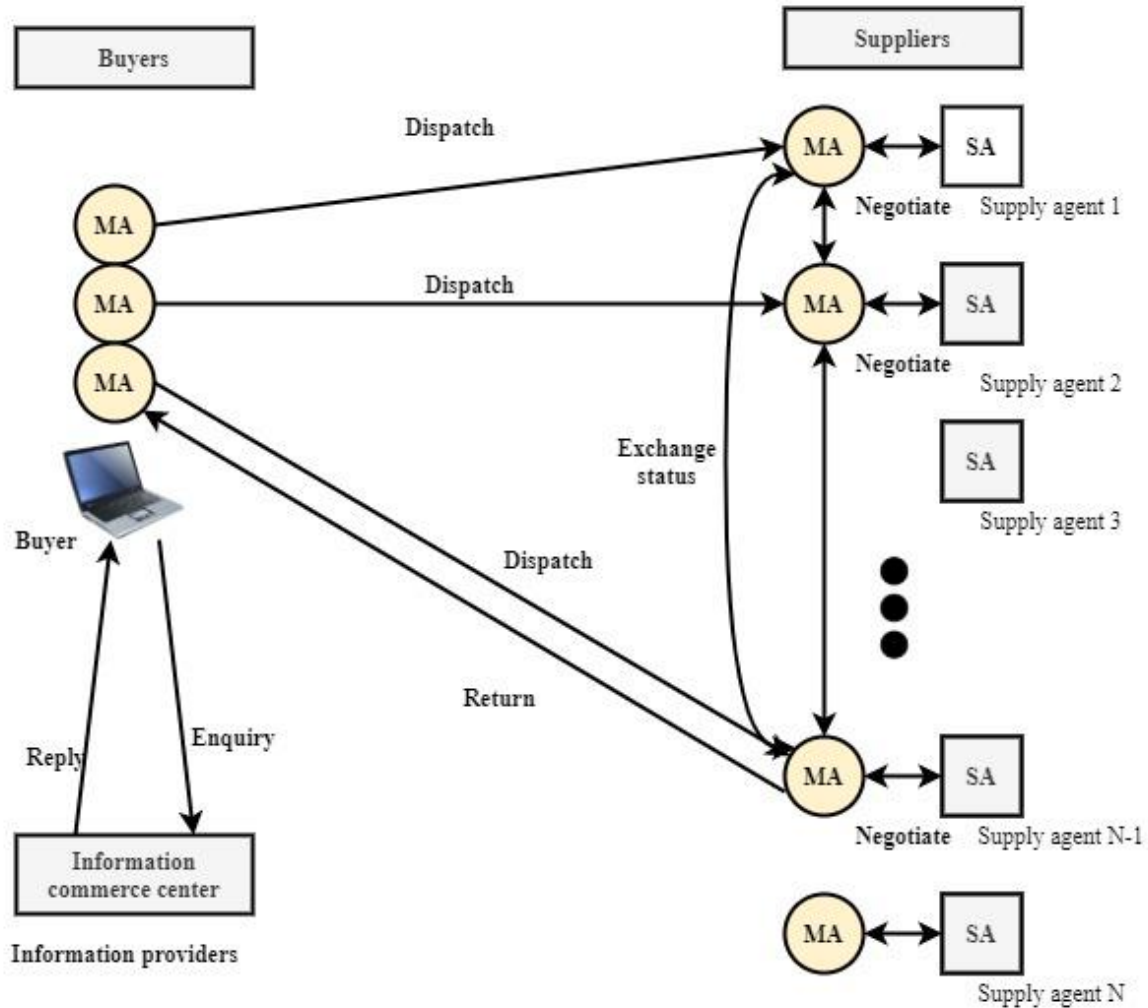 Buyers
Suppliers
Dispatch
MA
SA
Negotiate
Supply agent 1
MA
Dispatch
MA
MA
SA
Negotiate
Supply agent 2
MA
Exchange
status
SA
Supply agent 3
Buyer
Dispatch
Return
Reply
Enquiry
MA
SA
Negotiate
Supply agent N-1
Information
commerce center
Information providers
MA
SA
Supply agent N